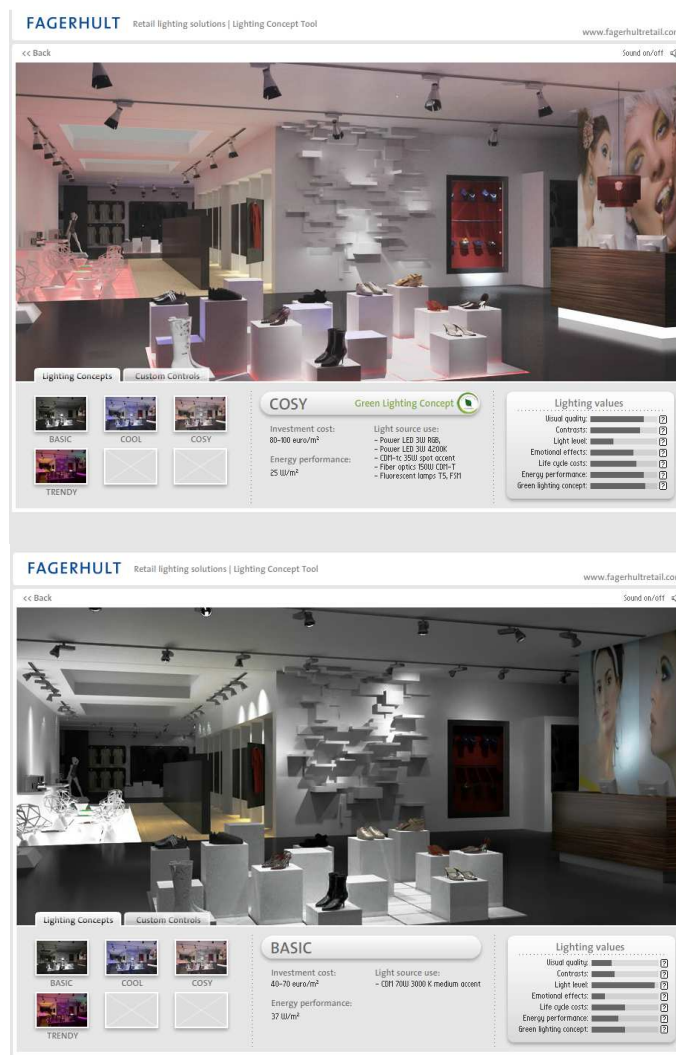 FAGERHULT Retail lighting solutions | Lighting Concept Tool
www.fagerhultretail.co
<< Back
Sound on/off
Lighting Concepts
Custom Controls
BASIC
COOL
COSY
TRENDY
COSY
Green Lighting Concept
Investment cost:
80-100 euro/m²
Energy performance:
25 W/m²
Light source use:
- Power LED 3W RGB,
- Power LED 3W 4200K
- CDM-tc 35W spot accent
- Fiber optics 150W CDM-T
- Fluorescent lamps T5, FSM
Lighting values
Visual quality: ?
Contrasts: ?
Light level: ?
Emotional effects: ?
Life cycle costs: ?
Energy performance: ?
Green lighting concept: ?
FAGERHULT Retail lighting solutions | Lighting Concept Tool
www.fagerhultretail.co
<< Back
Sound on/off
Lighting Concepts
Custom Controls
BASIC
COOL
COSY
TRENDY
BASIC
Investment cost:
40-70 euro/m²
Energy performance:
37 W/m²
Light source use:
- CDM 70W 3000 K medium accent
Lighting values
Visual quality: ?
Contrasts: ?
Light level: ?
Emotional effects: ?
Life cycle costs: ?
Energy performance: ?
Green lighting concept: ?